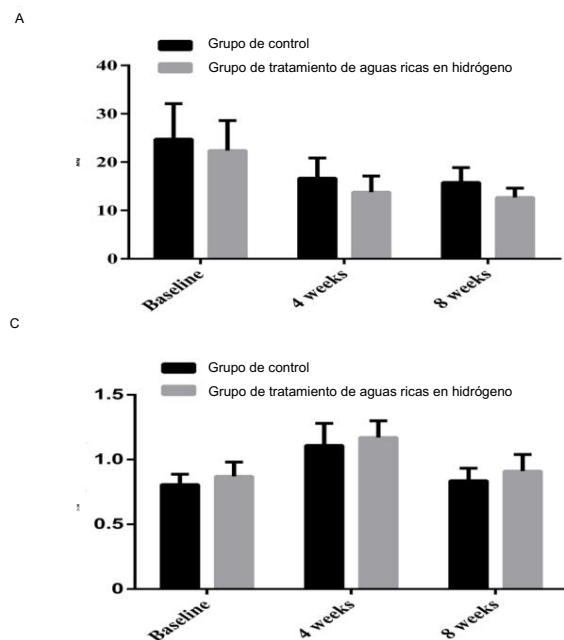 A
Grupo de control
Grupo de tratamiento de aguas ricas en hidrógeno
40
30
20
10
0
Baseline
4 weeks
8 weeks
C
Grupo de control
Grupo de tratamiento de aguas ricas en hidrógeno
1.5
1.0
0.5
0
Baseline
4 weeks
8 weeks